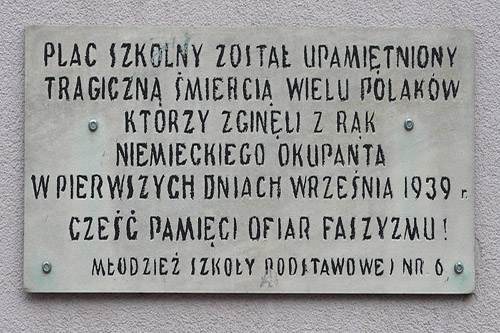 PLAC SZKOLNY ZOSTAŁ UPAMIĘTNIONY
TRAGICZNĄ ŚMIERCIĄ WIELU POLAKÓW
KTÓRZY ZGINĘLI Z RĄK
NIEMIECKIEGO OKUPANTA
W PIERWSZYCH DNIACH WRZEŚNIA 1939 r.
CZEŚĆ PAMIĘCI OFIAR FASZYZMU!
MŁODZIEŻ SZKOŁY PODSTAWOWEJ NR 6